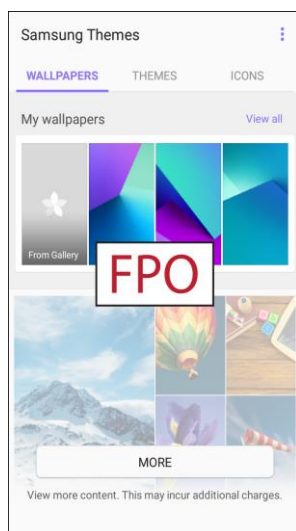 Samsung Themes
WALLPAPERS THEMES ICONS
My wallpapers View all
From Gallery
FPO
MORE
View more content. This may incur additional charges.